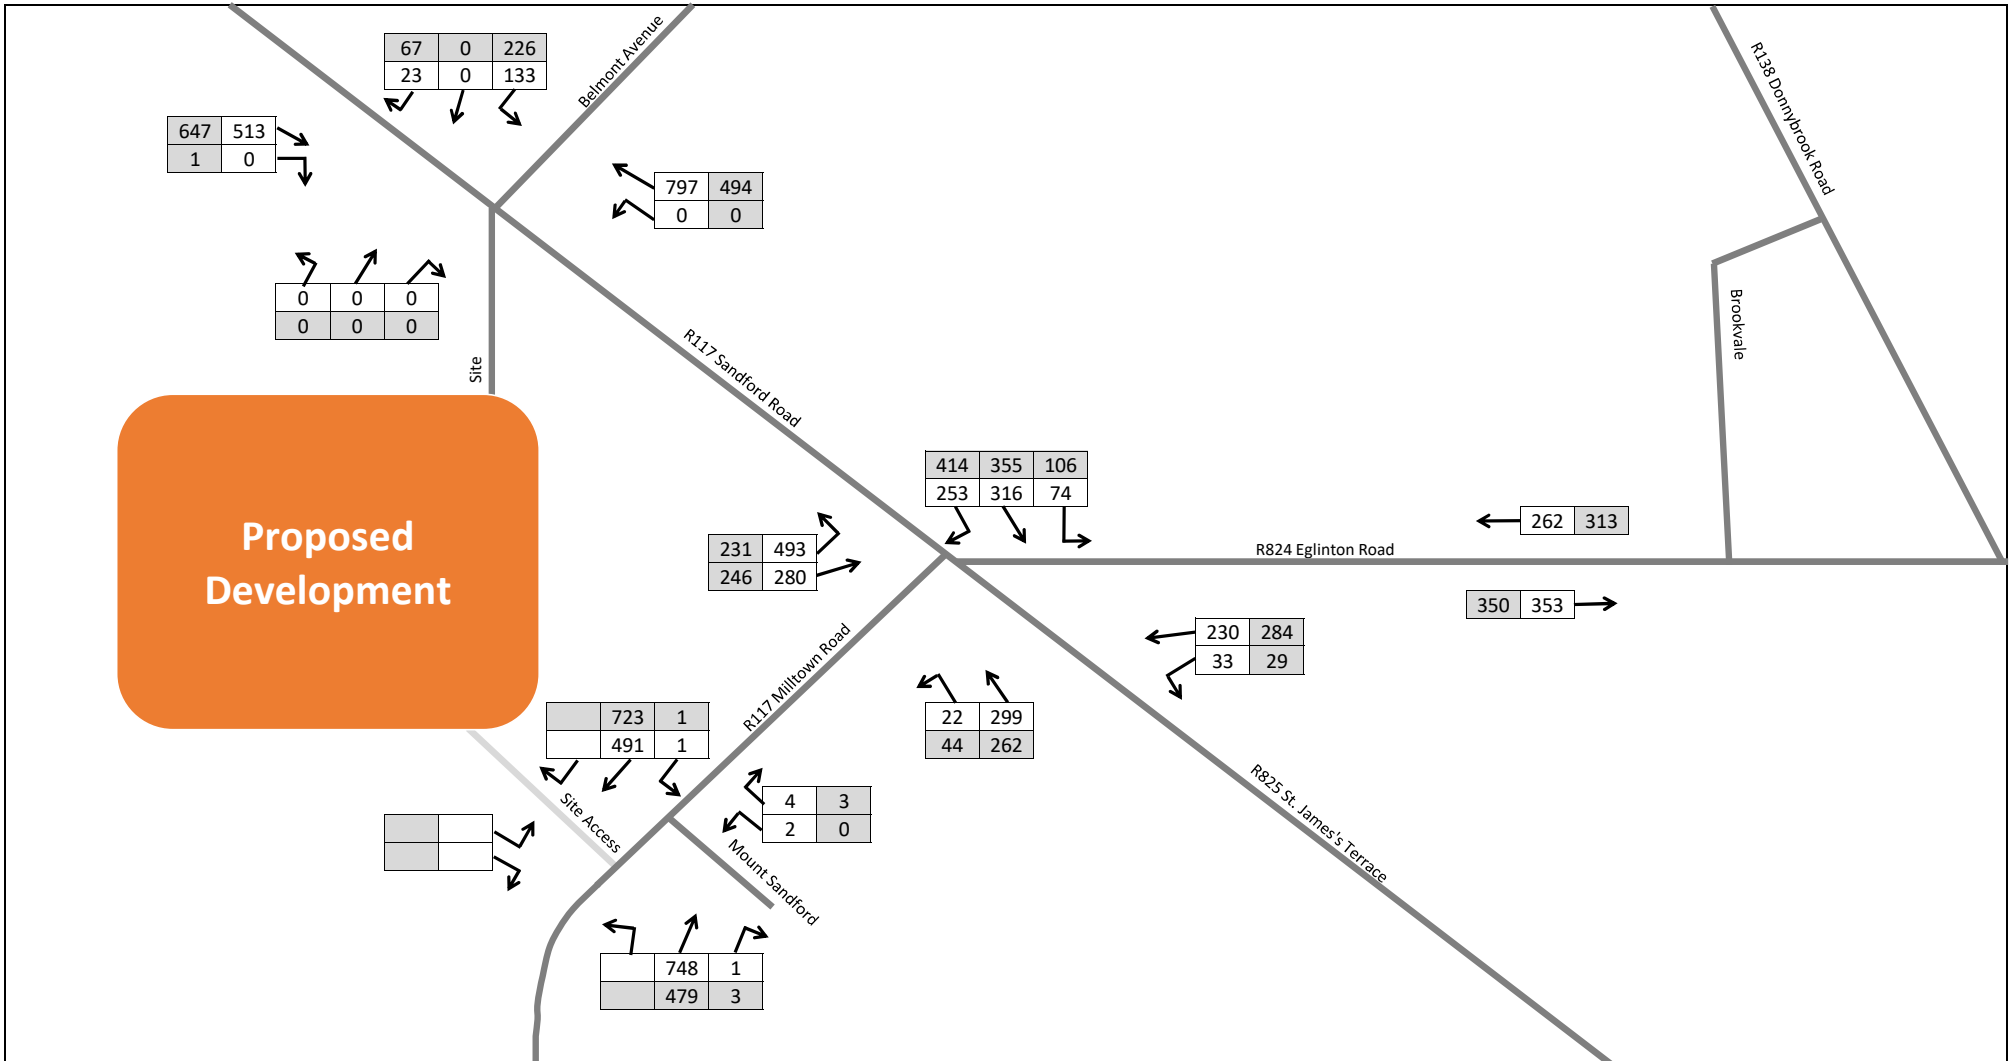 67 0 226
23 0 133
Belmont Avenue
R138 Donnybrook Road
647 513
1 0
797 494
0 0
0 0 0
0 0 0
Site
R117 Sandford Road
Brookvale
Proposed
Development
414 355 106
253 316 74
231 493
246 280
262 313
R824 Eglinton Road
350 353
230 284
33 29
R117 Milltown Road
22 299
44 262
723 1
491 1
Site Access
4 3
2 0
Mount Sandford
R825 St. James's Terrace
748 1
479 3